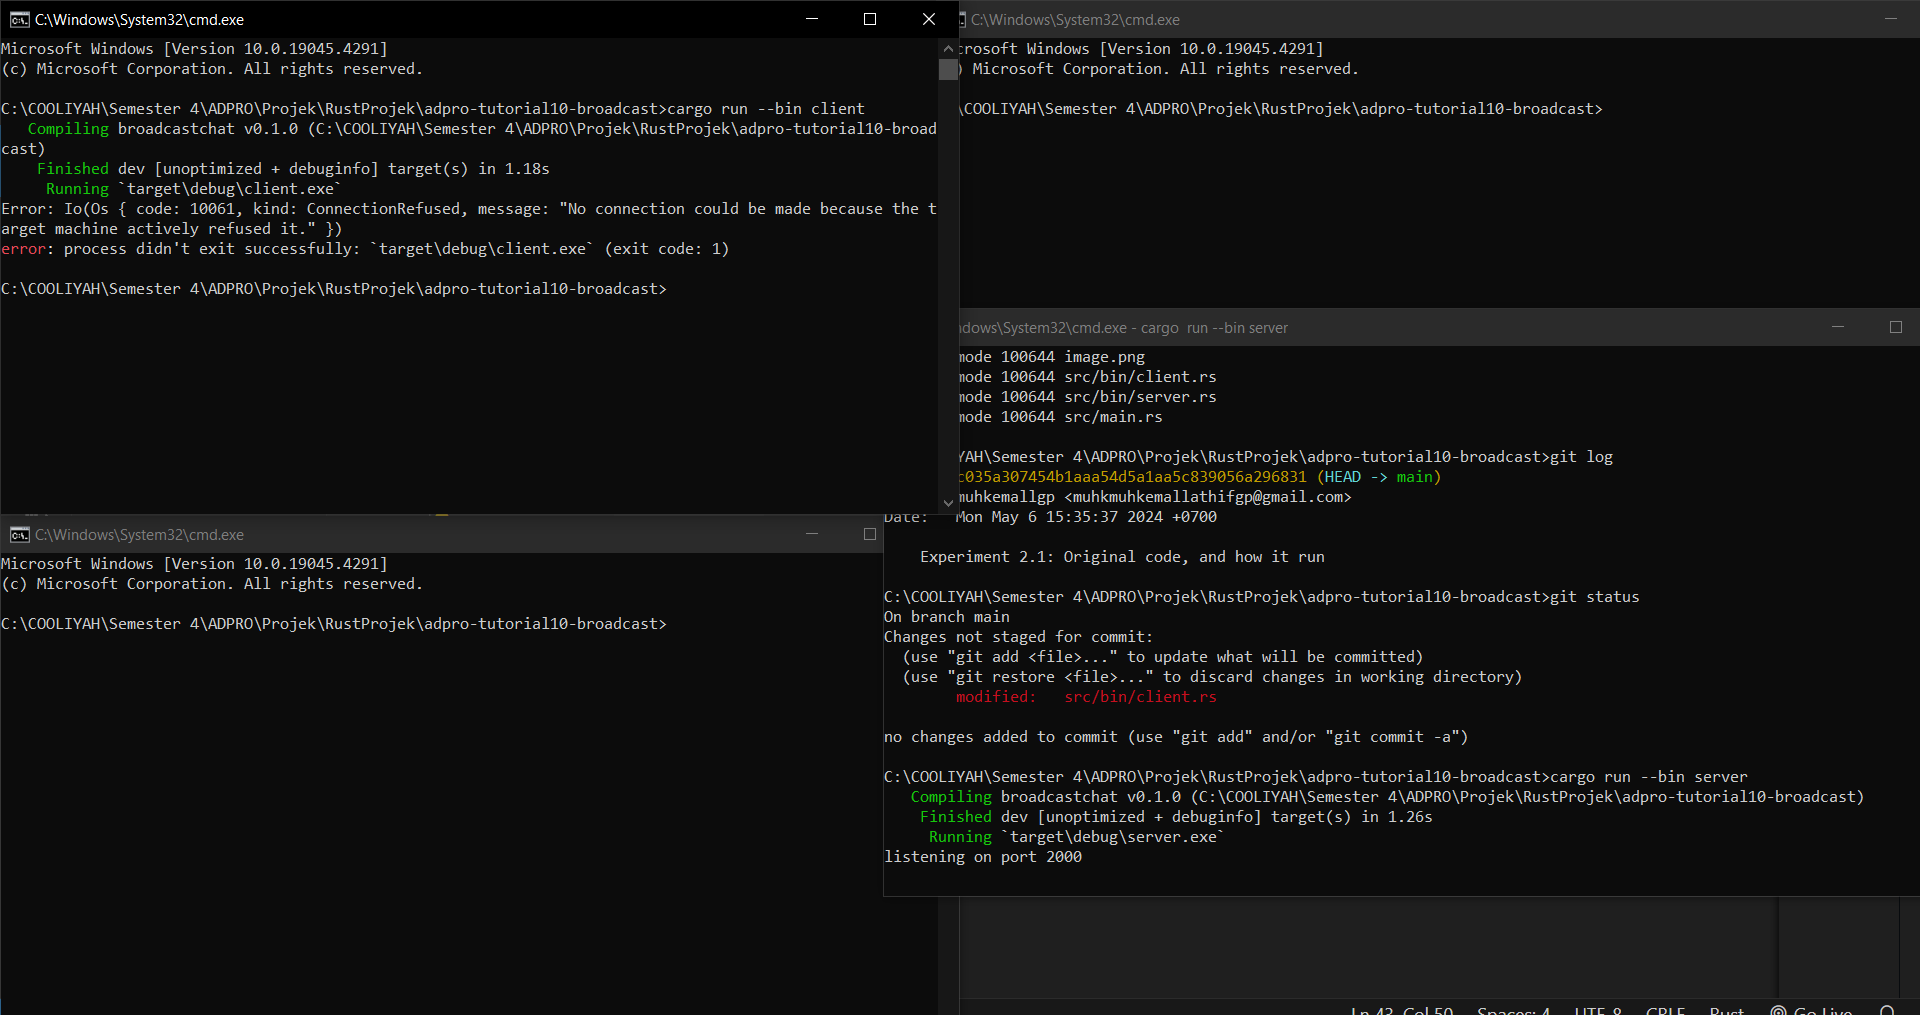 C:\Windows\System32\cmd.exe
Microsoft Windows [Version 10.0.19045.4291]
(c) Microsoft Corporation. All rights reserved.
C:\COOLIYAH\Semester 4\ADPRO\Projek\RustProjek\adpro-tutorial10-broadcast>cargo run --bin client
   Compiling broadcastchat v0.1.0 (C:\COOLIYAH\Semester 4\ADPRO\Projek\RustProjek\adpro-tutorial10-broad
cast)
    Finished dev [unoptimized + debuginfo] target(s) in 1.18s
     Running `target\debug\client.exe`
Error: Io(Os { code: 10061, kind: ConnectionRefused, message: "No connection could be made because the t
arget machine actively refused it." })
error: process didn't exit successfully: `target\debug\client.exe` (exit code: 1)
C:\COOLIYAH\Semester 4\ADPRO\Projek\RustProjek\adpro-tutorial10-broadcast>
C:\Windows\System32\cmd.exe
crosoft Windows [Version 10.0.19045.4291]
) Microsoft Corporation. All rights reserved.
\COOLIYAH\Semester 4\ADPRO\Projek\RustProjek\adpro-tutorial10-broadcast>
C:\Windows\System32\cmd.exe
Microsoft Windows [Version 10.0.19045.4291]
(c) Microsoft Corporation. All rights reserved.
C:\COOLIYAH\Semester 4\ADPRO\Projek\RustProjek\adpro-tutorial10-broadcast>
dows\System32\cmd.exe - cargo  run --bin server
mode 100644 image.png
mode 100644 src/bin/client.rs
mode 100644 src/bin/server.rs
mode 100644 src/main.rs
YAH\Semester 4\ADPRO\Projek\RustProjek\adpro-tutorial10-broadcast>git log
c035a307454b1aaa54d5a1aa5c839056a296831 (HEAD -> main)
muhkemallgp <muhkmuhkemallathifgp@gmail.com>
Date:   Mon May 6 15:35:37 2024 +0700
    Experiment 2.1: Original code, and how it run
C:\COOLIYAH\Semester 4\ADPRO\Projek\RustProjek\adpro-tutorial10-broadcast>git status
On branch main
Changes not staged for commit:
  (use "git add <file>..." to update what will be committed)
  (use "git restore <file>..." to discard changes in working directory)
        modified:   src/bin/client.rs
no changes added to commit (use "git add" and/or "git commit -a")
C:\COOLIYAH\Semester 4\ADPRO\Projek\RustProjek\adpro-tutorial10-broadcast>cargo run --bin server
   Compiling broadcastchat v0.1.0 (C:\COOLIYAH\Semester 4\ADPRO\Projek\RustProjek\adpro-tutorial10-broadcast)
    Finished dev [unoptimized + debuginfo] target(s) in 1.26s
     Running `target\debug\server.exe`
listening on port 2000
Ln 43, Col 50 Spaces: 4 UTF-8 CRLF Rust Go Live